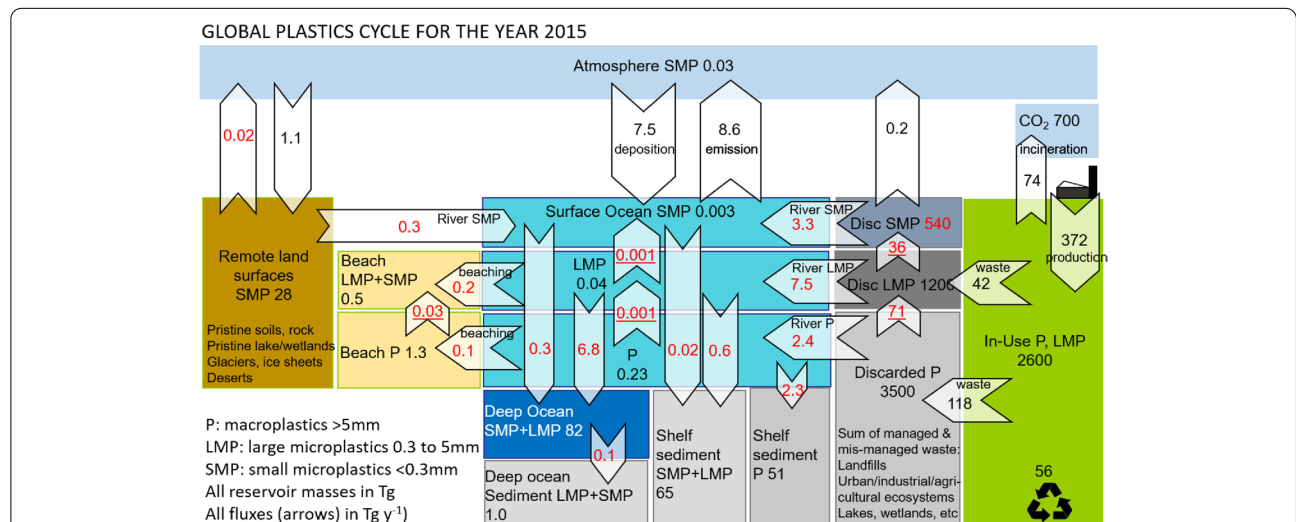 GLOBAL PLASTICS CYCLE FOR THE YEAR 2015
Atmosphere SMP 0.03
0.02
1.1
7.5
deposition
8.6
emission
0.2
CO₂ 700
incineration
74
372
production
Remote land
surfaces
SMP 28
Pristine soils, rock
Pristine lake/wetlands
Glaciers, ice sheets
Deserts
0.3
River SMP
Surface Ocean SMP 0.003
River SMP
3.3
Disc SMP 540
36
Beach
LMP+SMP
0.5
beaching
0.2
LMP
0.04
0.001
River LMP
7.5
Disc LMP 1200
waste
42
0.03
Beach P 1.3
beaching
0.1
0.3
6.8
0.001
P
0.23
0.02
0.6
River P
2.4
2.3
71
Discarded P
3500
waste
118
In-Use P, LMP
2600
Deep Ocean
SMP+LMP 82
0.1
Deep ocean
Sediment LMP+SMP
1.0
Shelf
sediment
SMP+LMP
65
Shelf
sediment
P 51
Sum of managed &
mis-managed waste:
Landfills
Urban/industrial/agri-
cultural ecosystems
Lakes, wetlands, etc
56
P: macroplastics >5mm
LMP: large microplastics 0.3 to 5mm
SMP: small microplastics <0.3mm
All reservoir masses in Tg
All fluxes (arrows) in Tg y⁻¹)